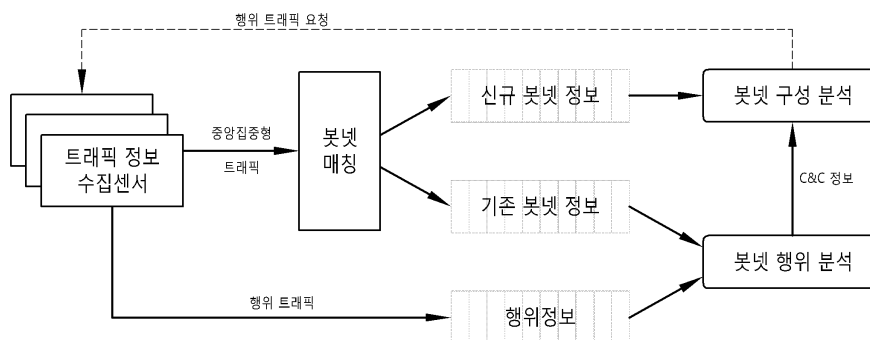 행위 트래픽 요청
신규 봇넷 정보
봇넷 구성 분석
중앙집중형
트래픽
봇넷
매칭
트래픽 정보
수집센서
C&C 정보
기존 봇넷 정보
봇넷 행위 분석
행위 트래픽
행위정보